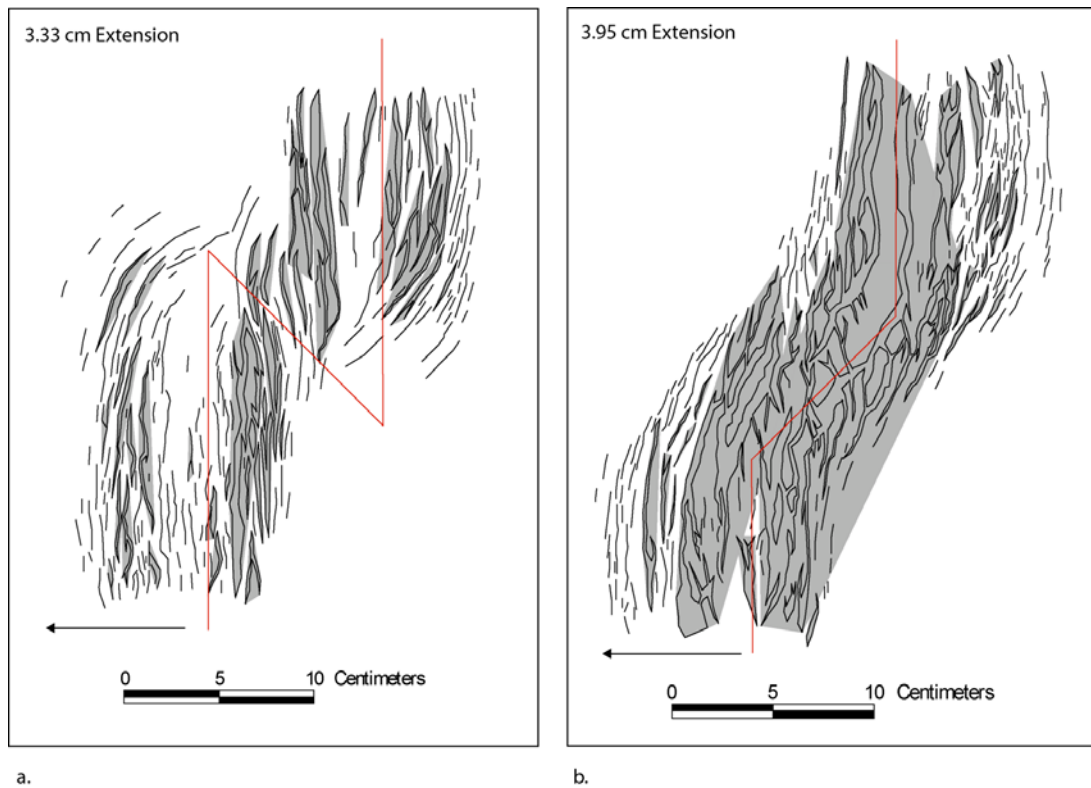 3.33 cm Extension
0 5 10 Centimeters
a.
3.95 cm Extension
0 5 10 Centimeters
b.